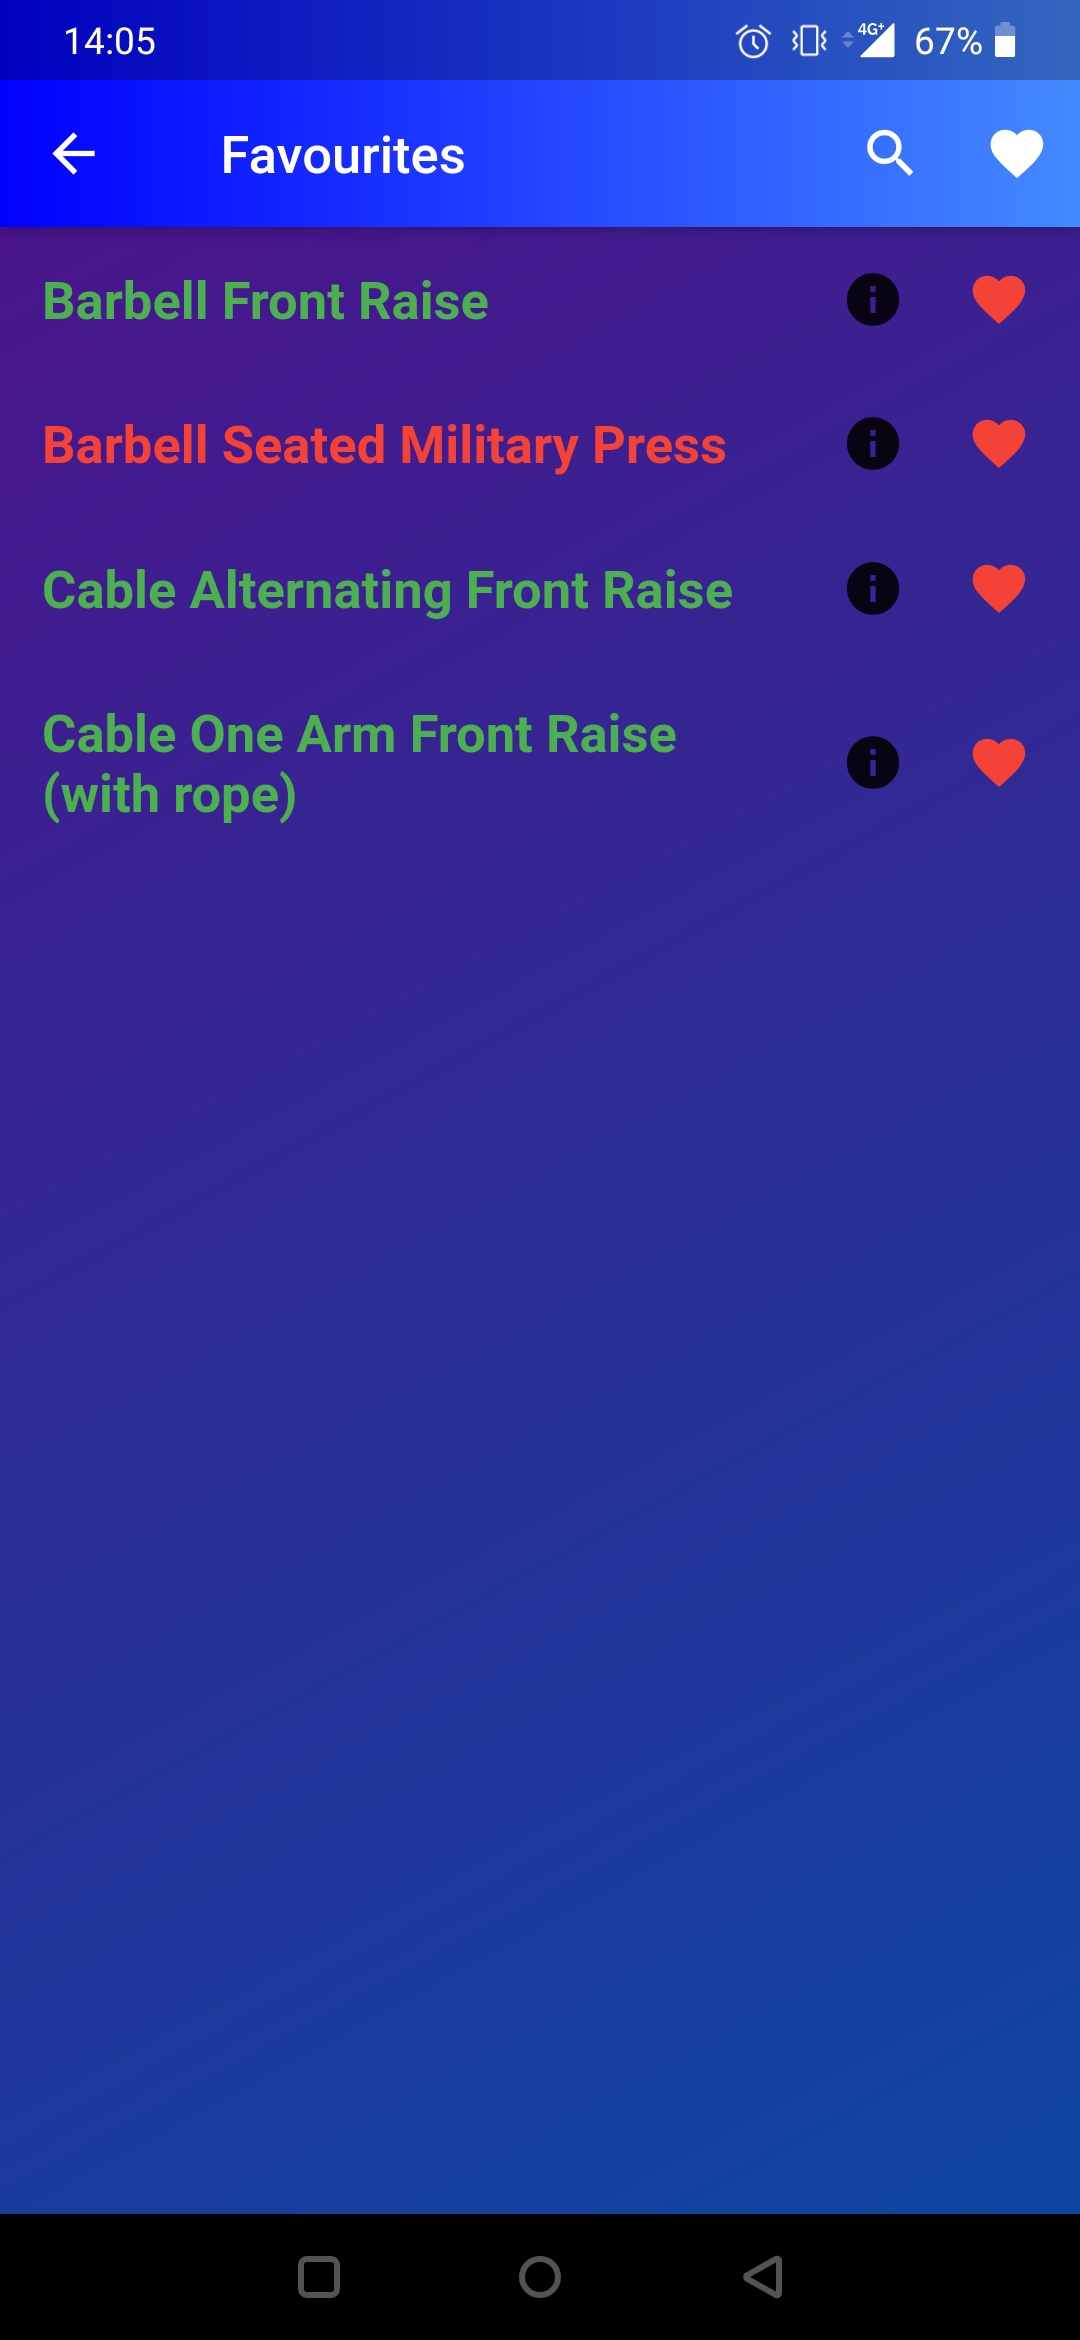 14:05
4G+ 67%
Favourites
Barbell Front Raise
Barbell Seated Military Press
Cable Alternating Front Raise
Cable One Arm Front Raise
(with rope)